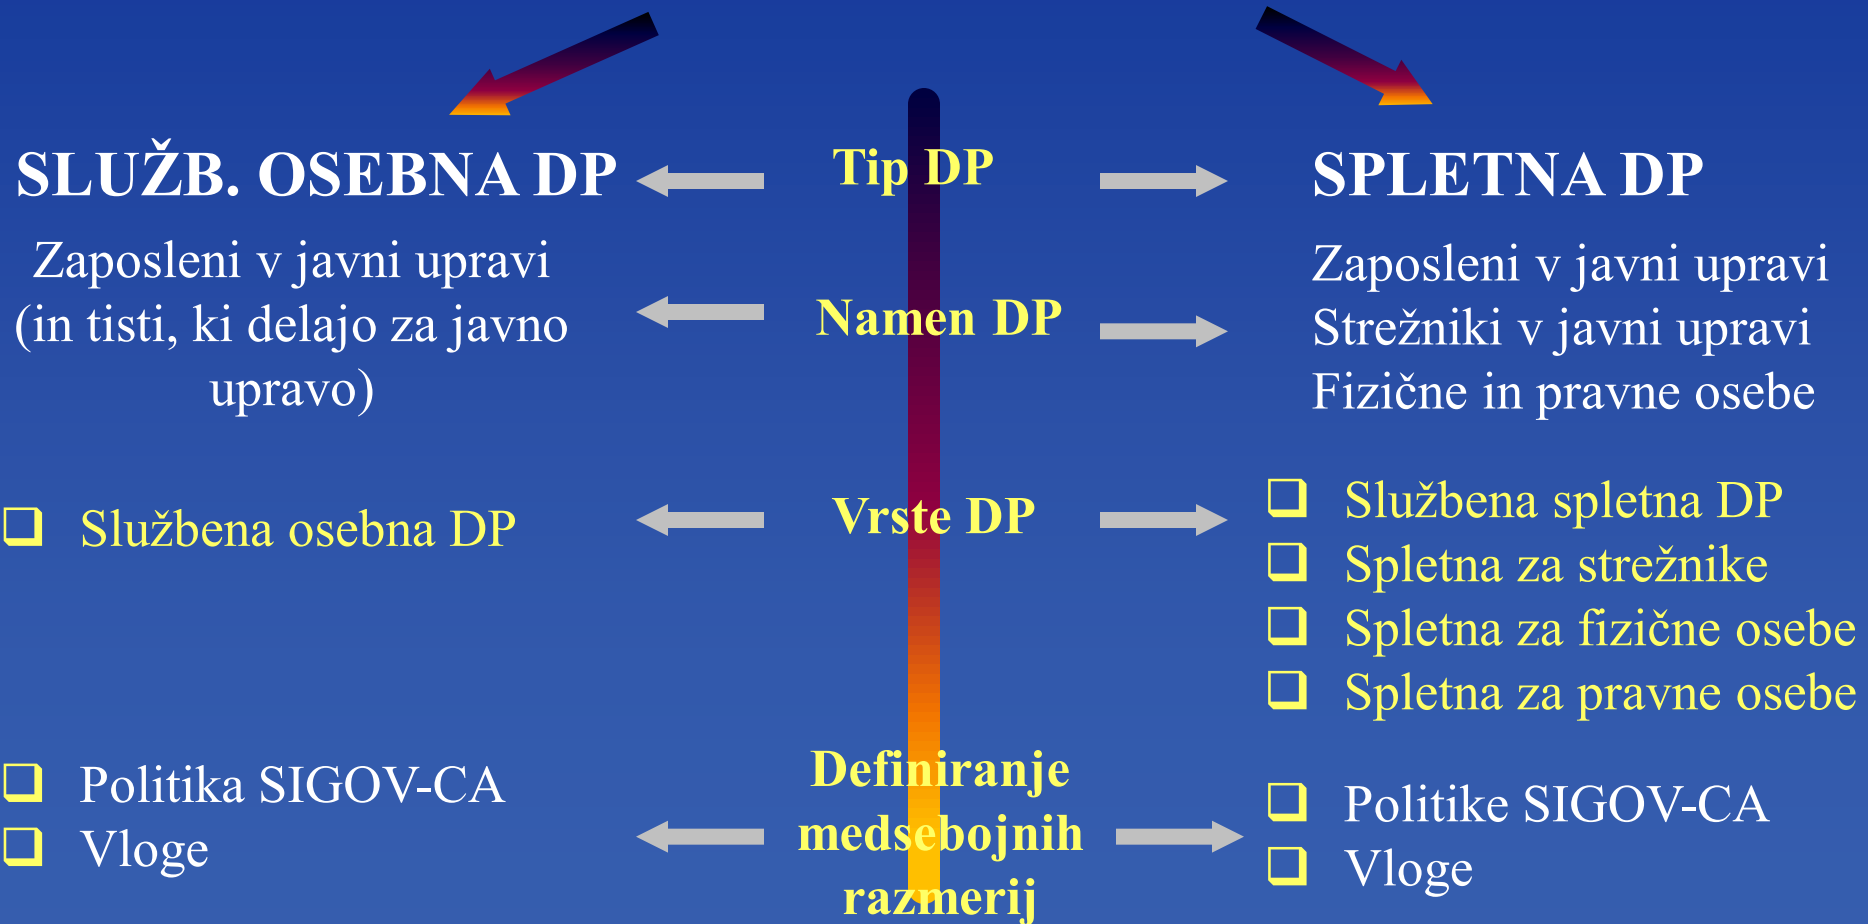 SLUŽB. OSEBNA DP
Tip DP
SPLETNA DP
Zaposleni v javni upravi
(in tisti, ki delajo za javno
upravo)
Namen DP
Zaposleni v javni upravi
Strežniki v javni upravi
Fizične in pravne osebe
Službena osebna DP
Vrste DP
Službena spletna DP
Spletna za strežnike
Spletna za fizične osebe
Spletna za pravne osebe
Politika SIGOV-CA
Vloge
Definiranje
medsebojnih
razmerij
Politike SIGOV-CA
Vloge